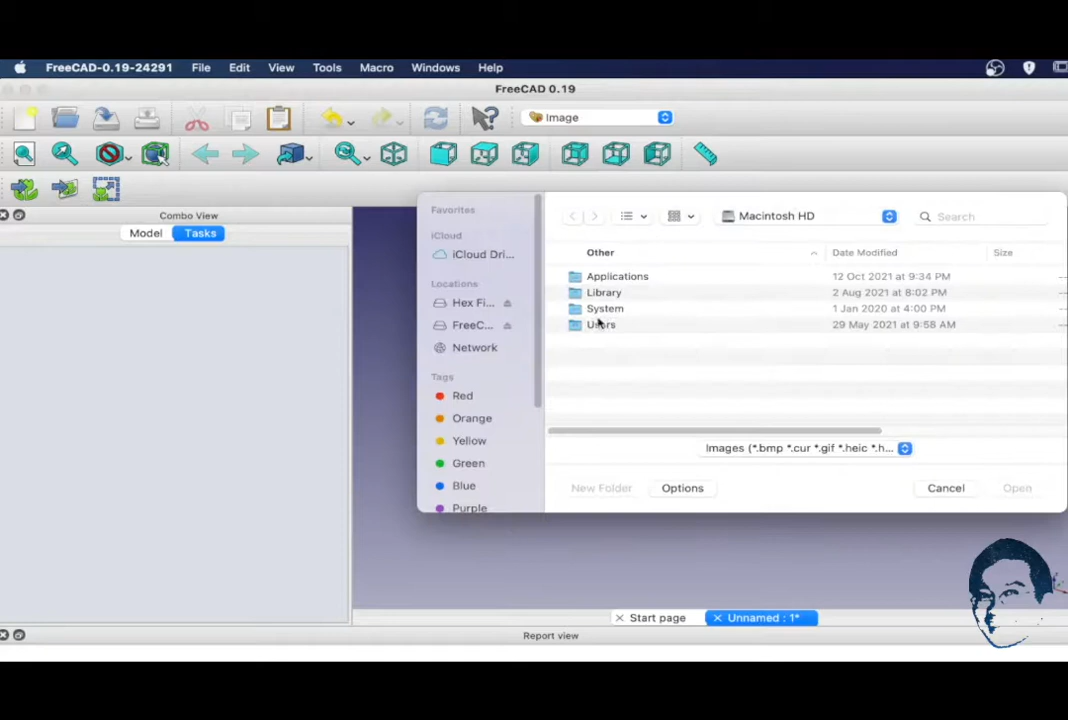 FreeCAD-0.19-24291 File Edit View Tools Macro Windows Help
FreeCAD 0.19
Image
Combo View
Model Tasks
Favorites
iCloud
iCloud Dri...
Locations
Hex Fi...
FreeC...
Network
Tags
Red
Orange
Yellow
Green
Blue
Purple
Macintosh HD
Search
Other Date Modified Size
Applications 12 Oct 2021 at 9:34 PM --
Library 2 Aug 2021 at 8:02 PM --
System 1 Jan 2020 at 4:00 PM --
Users 29 May 2021 at 9:58 AM --
Images (*.bmp *.cur *.gif *.heic *.h...
New Folder Options Cancel Open
Start page Unnamed : 1*
Report view